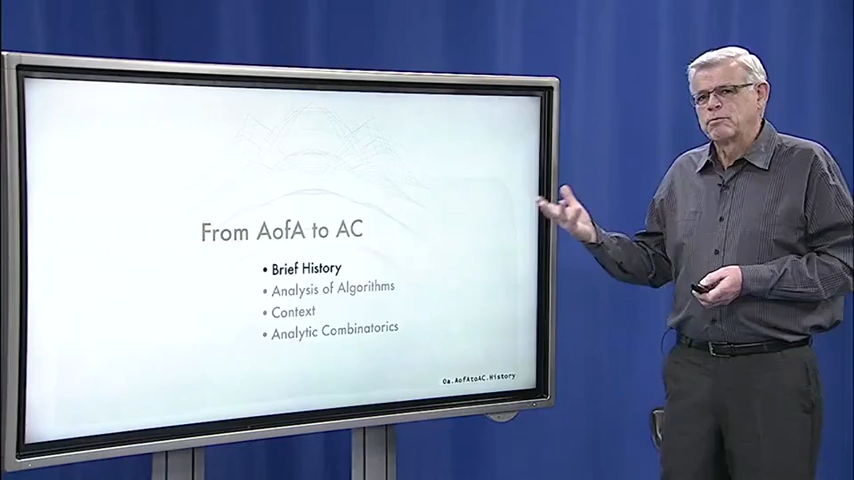 From AofA to AC
• Brief History
• Analysis of Algorithms
• Context
• Analytic Combinatorics
0a.AofAtoAC.History